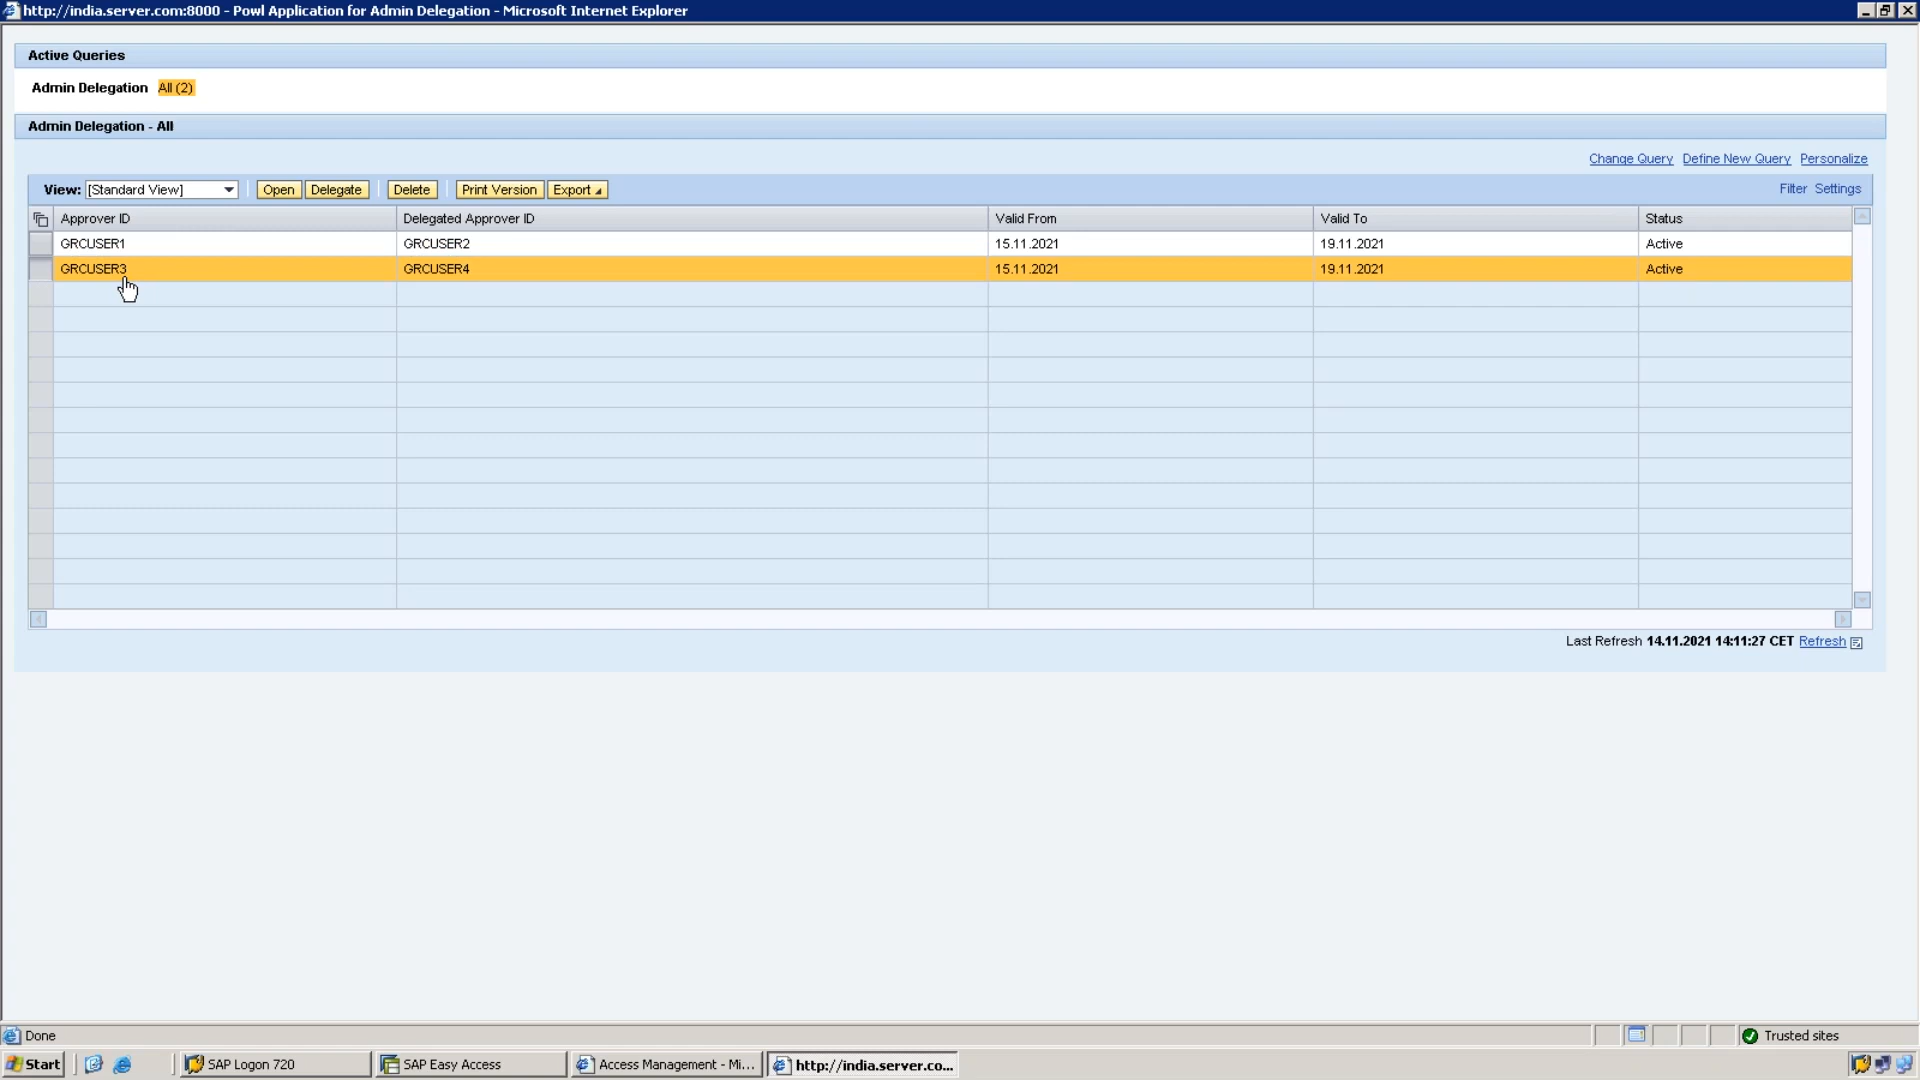 http://india.server.com:8000 - Powl Application for Admin Delegation - Microsoft Internet Explorer
Active Queries
Admin Delegation All (2)
Admin Delegation - All
Change Query Define New Query Personalize
View: [Standard View] Open Delegate Delete Print Version Export Filter Settings
Approver ID Delegated Approver ID Valid From Valid To Status
GRCUSER1 GRCUSER2 15.11.2021 19.11.2021 Active
GRCUSER3 GRCUSER4 15.11.2021 19.11.2021 Active
Last Refresh 14.11.2021 14:11:27 CET Refresh
Done Trusted sites
Start SAP Logon 720 SAP Easy Access Access Management - Mi... http://india.server.co...